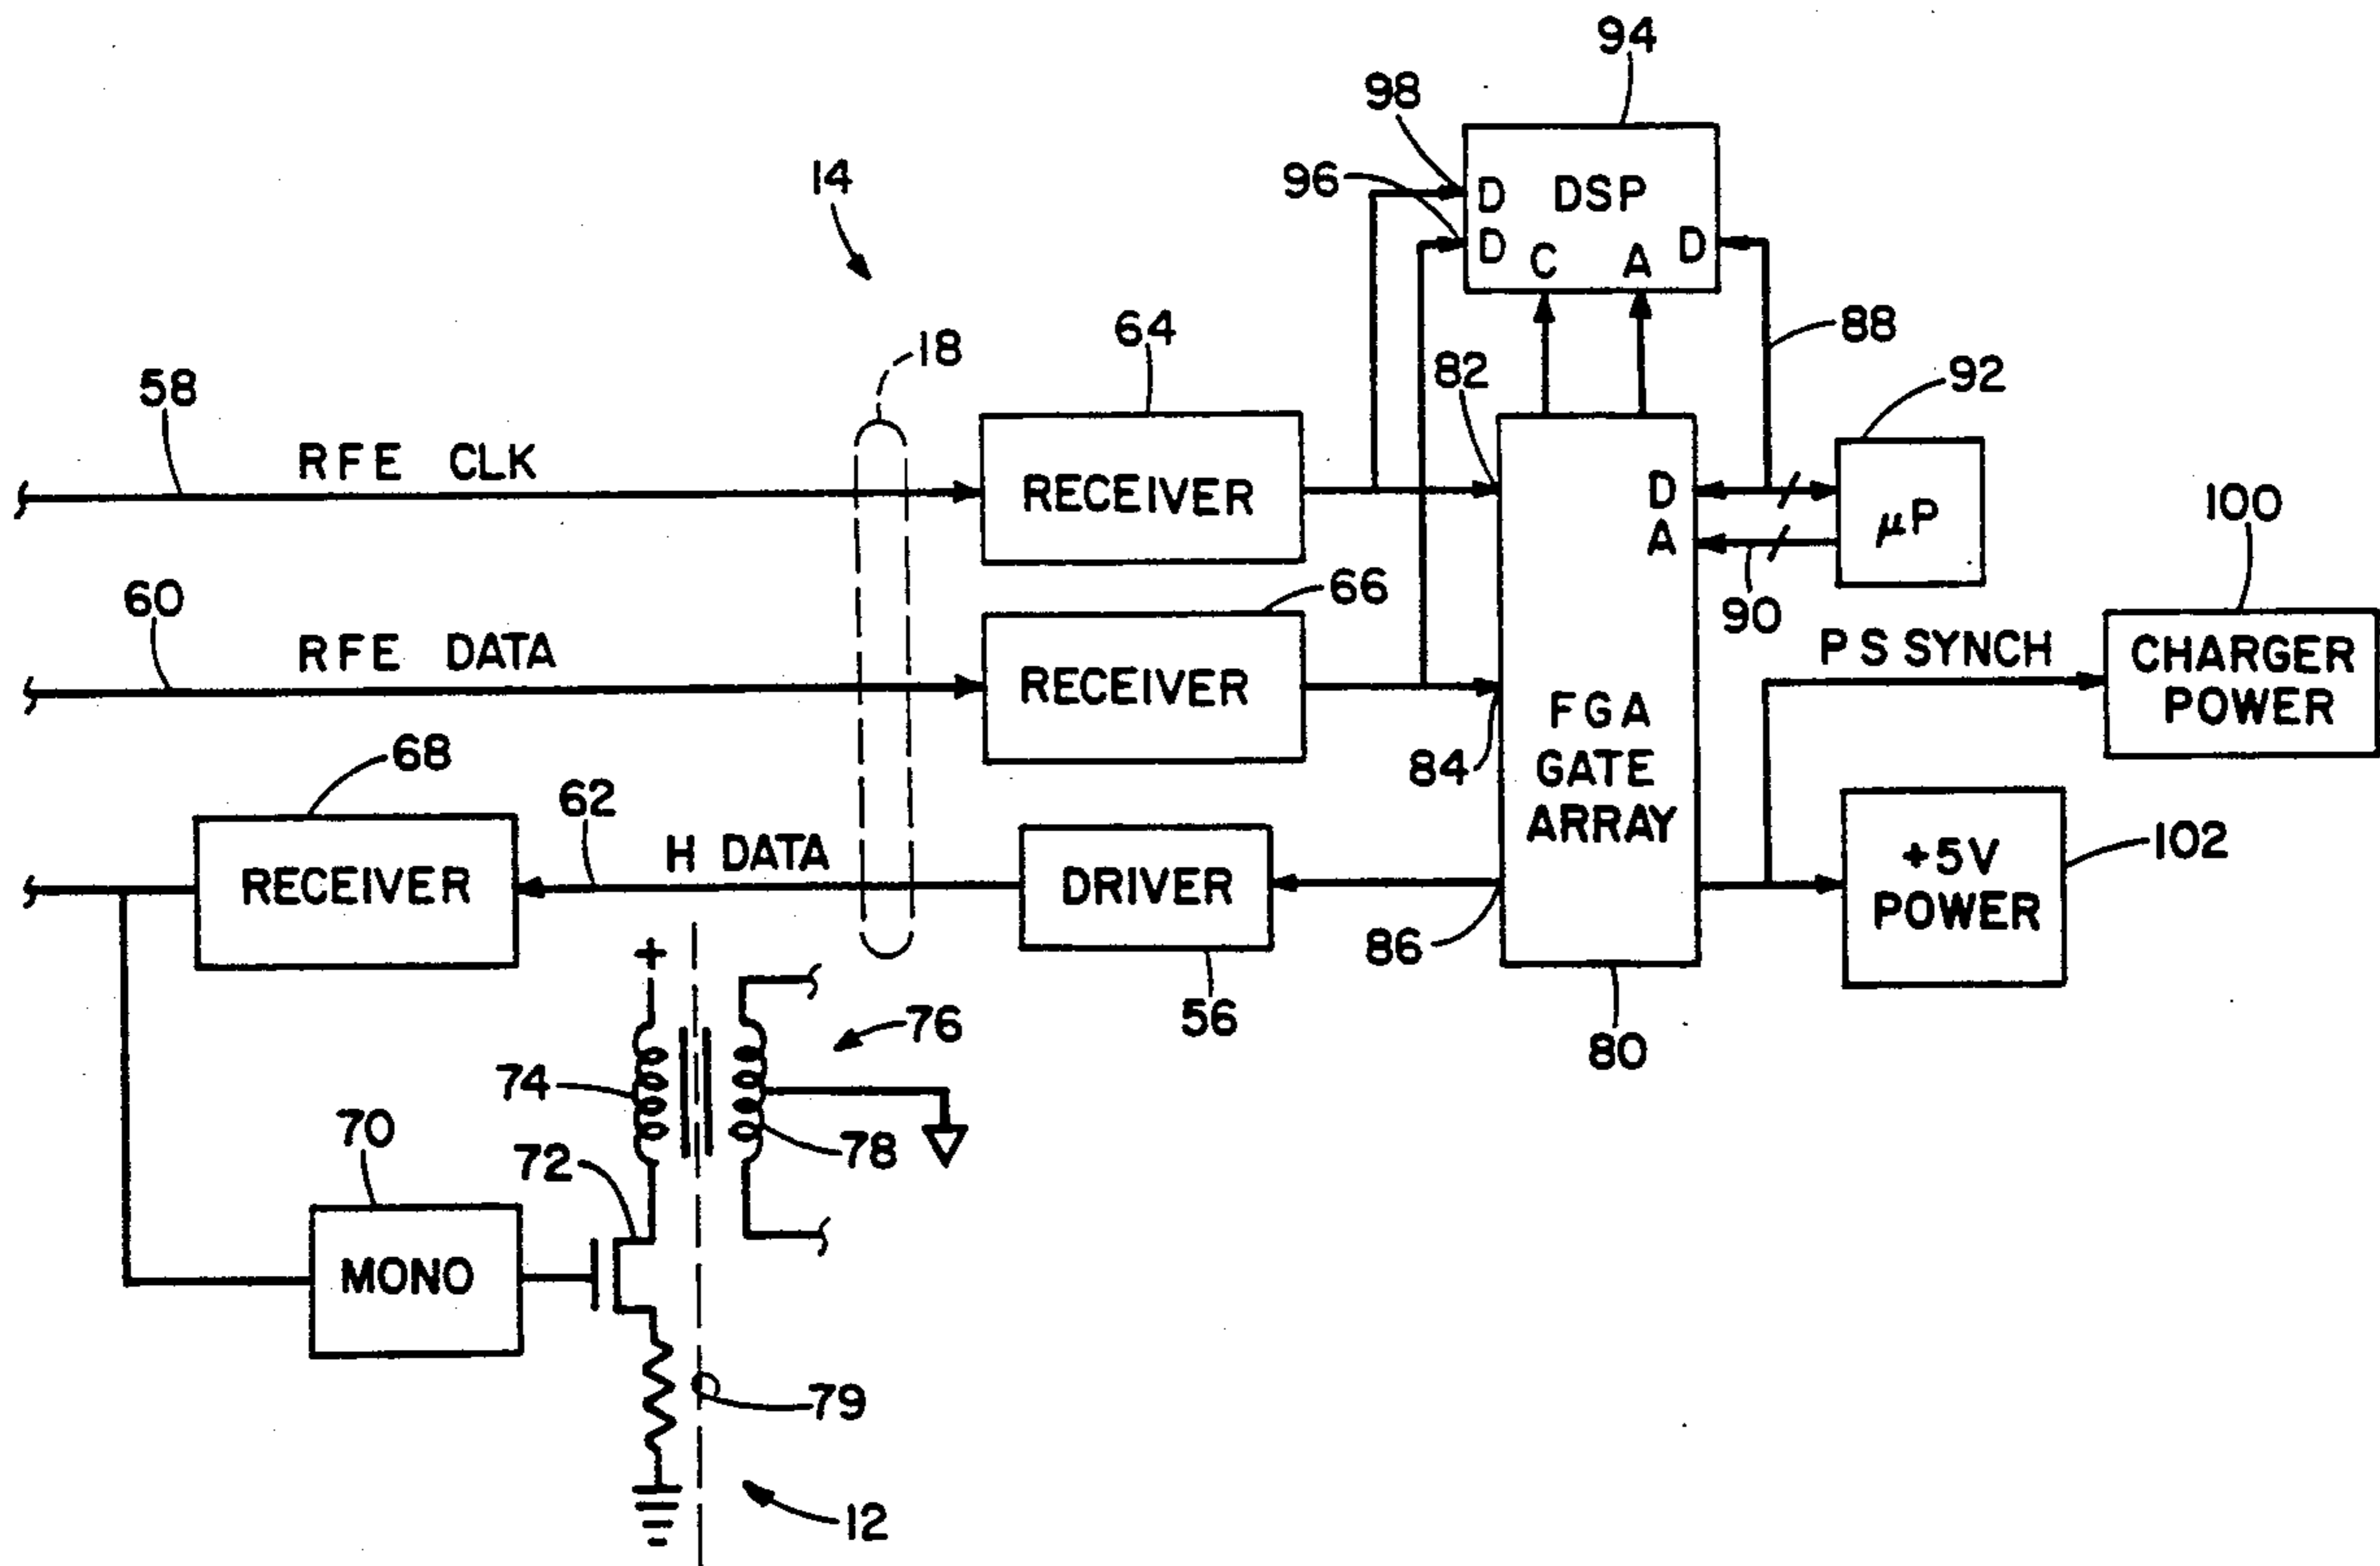 94
98
14
96
D DSP
D C A D
18
64
82
88
92
58
RFE CLK
RECEIVER
D
A
μP
100
60
66
90
RFE DATA
RECEIVER
PS SYNCH
CHARGER
POWER
68
62
84
FGA
GATE
ARRAY
H DATA
RECEIVER
DRIVER
+5V
POWER
102
86
+
56
76
80
74
70
72
78
MONO
79
12